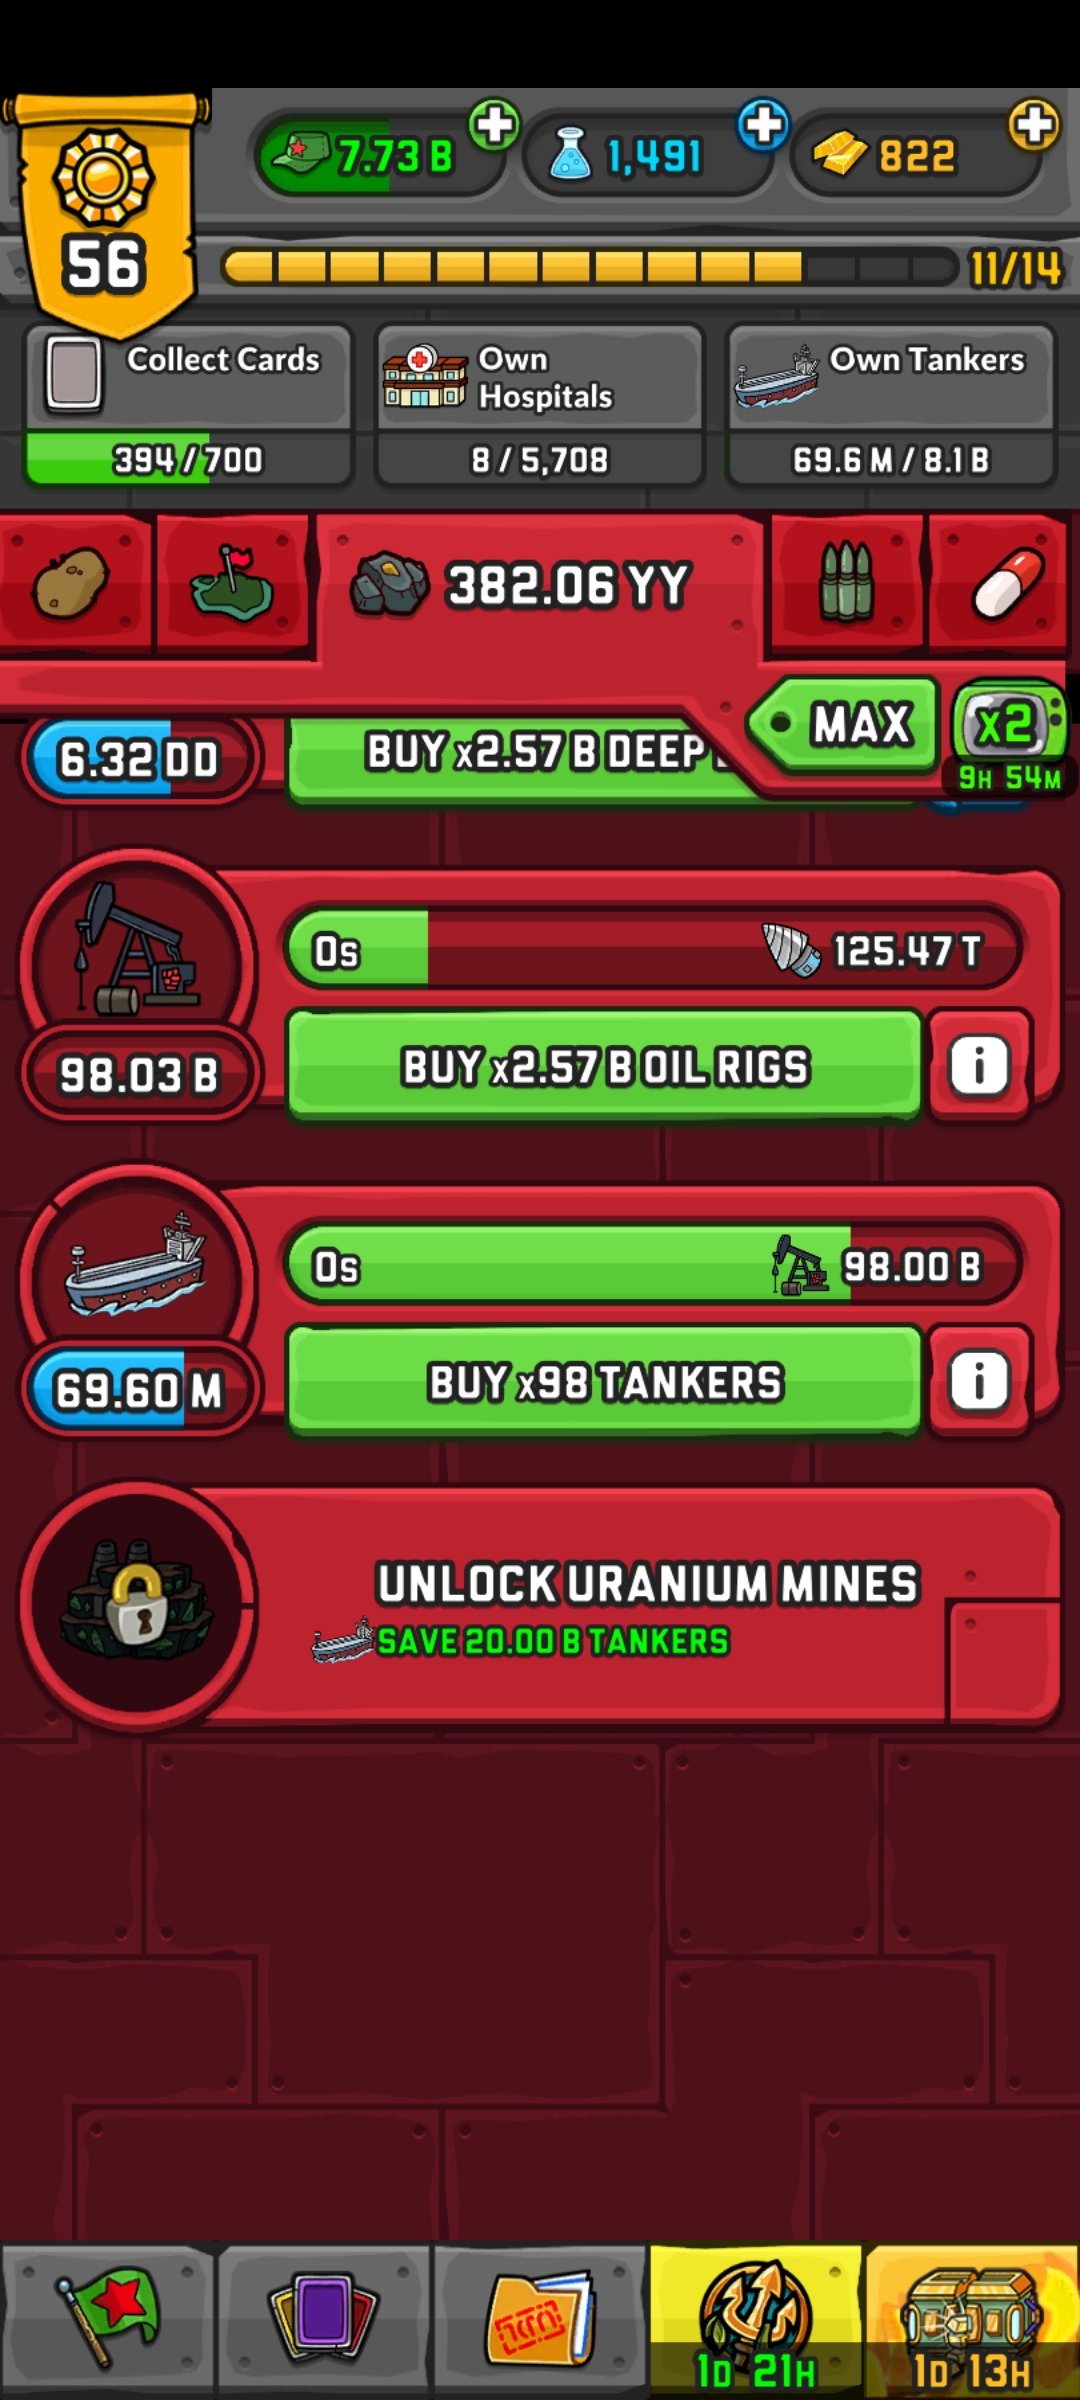 7.73 B
1,491
822
56
11/14
Collect Cards
Own
Hospitals
Own Tankers
394/700
8/5,708
69.6 M/8.1 B
382.06 YY
MAX
x2
9H 54M
6.32 DD
BUY x2.57 B DEEP
0s
125.47 T
98.03 B
BUY x2.57 B OIL RIGS
i
0s
98.00 B
69.60 M
BUY x98 TANKERS
i
UNLOCK URANIUM MINES
SAVE 20.00 B TANKERS
1D 21H
1D 13H